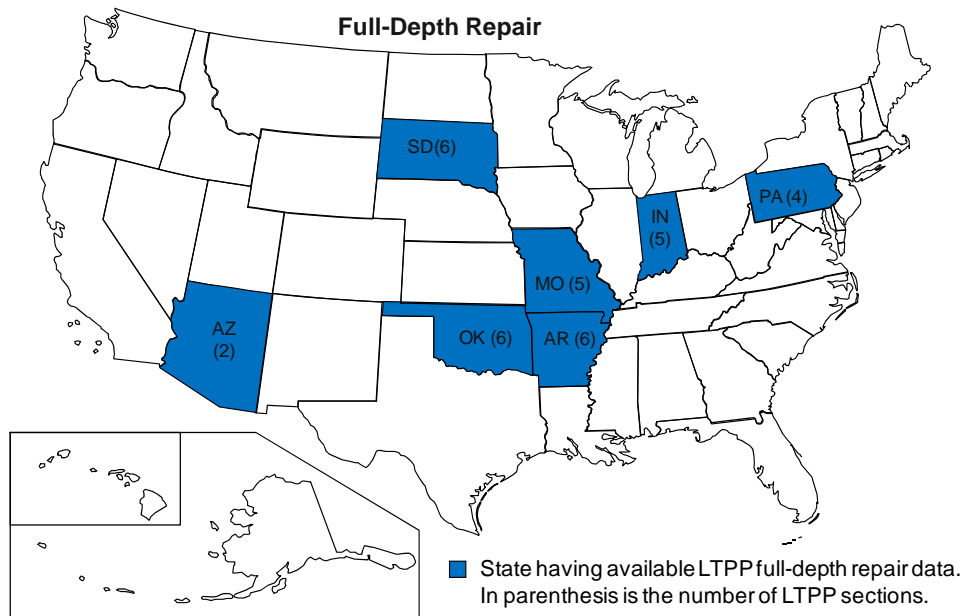 Full-Depth Repair
SD(6)
PA (4)
IN
(5)
MO (5)
AZ
(2)
OK (6)
AR (6)
State having available LTPP full-depth repair data.
In parenthesis is the number of LTPP sections.